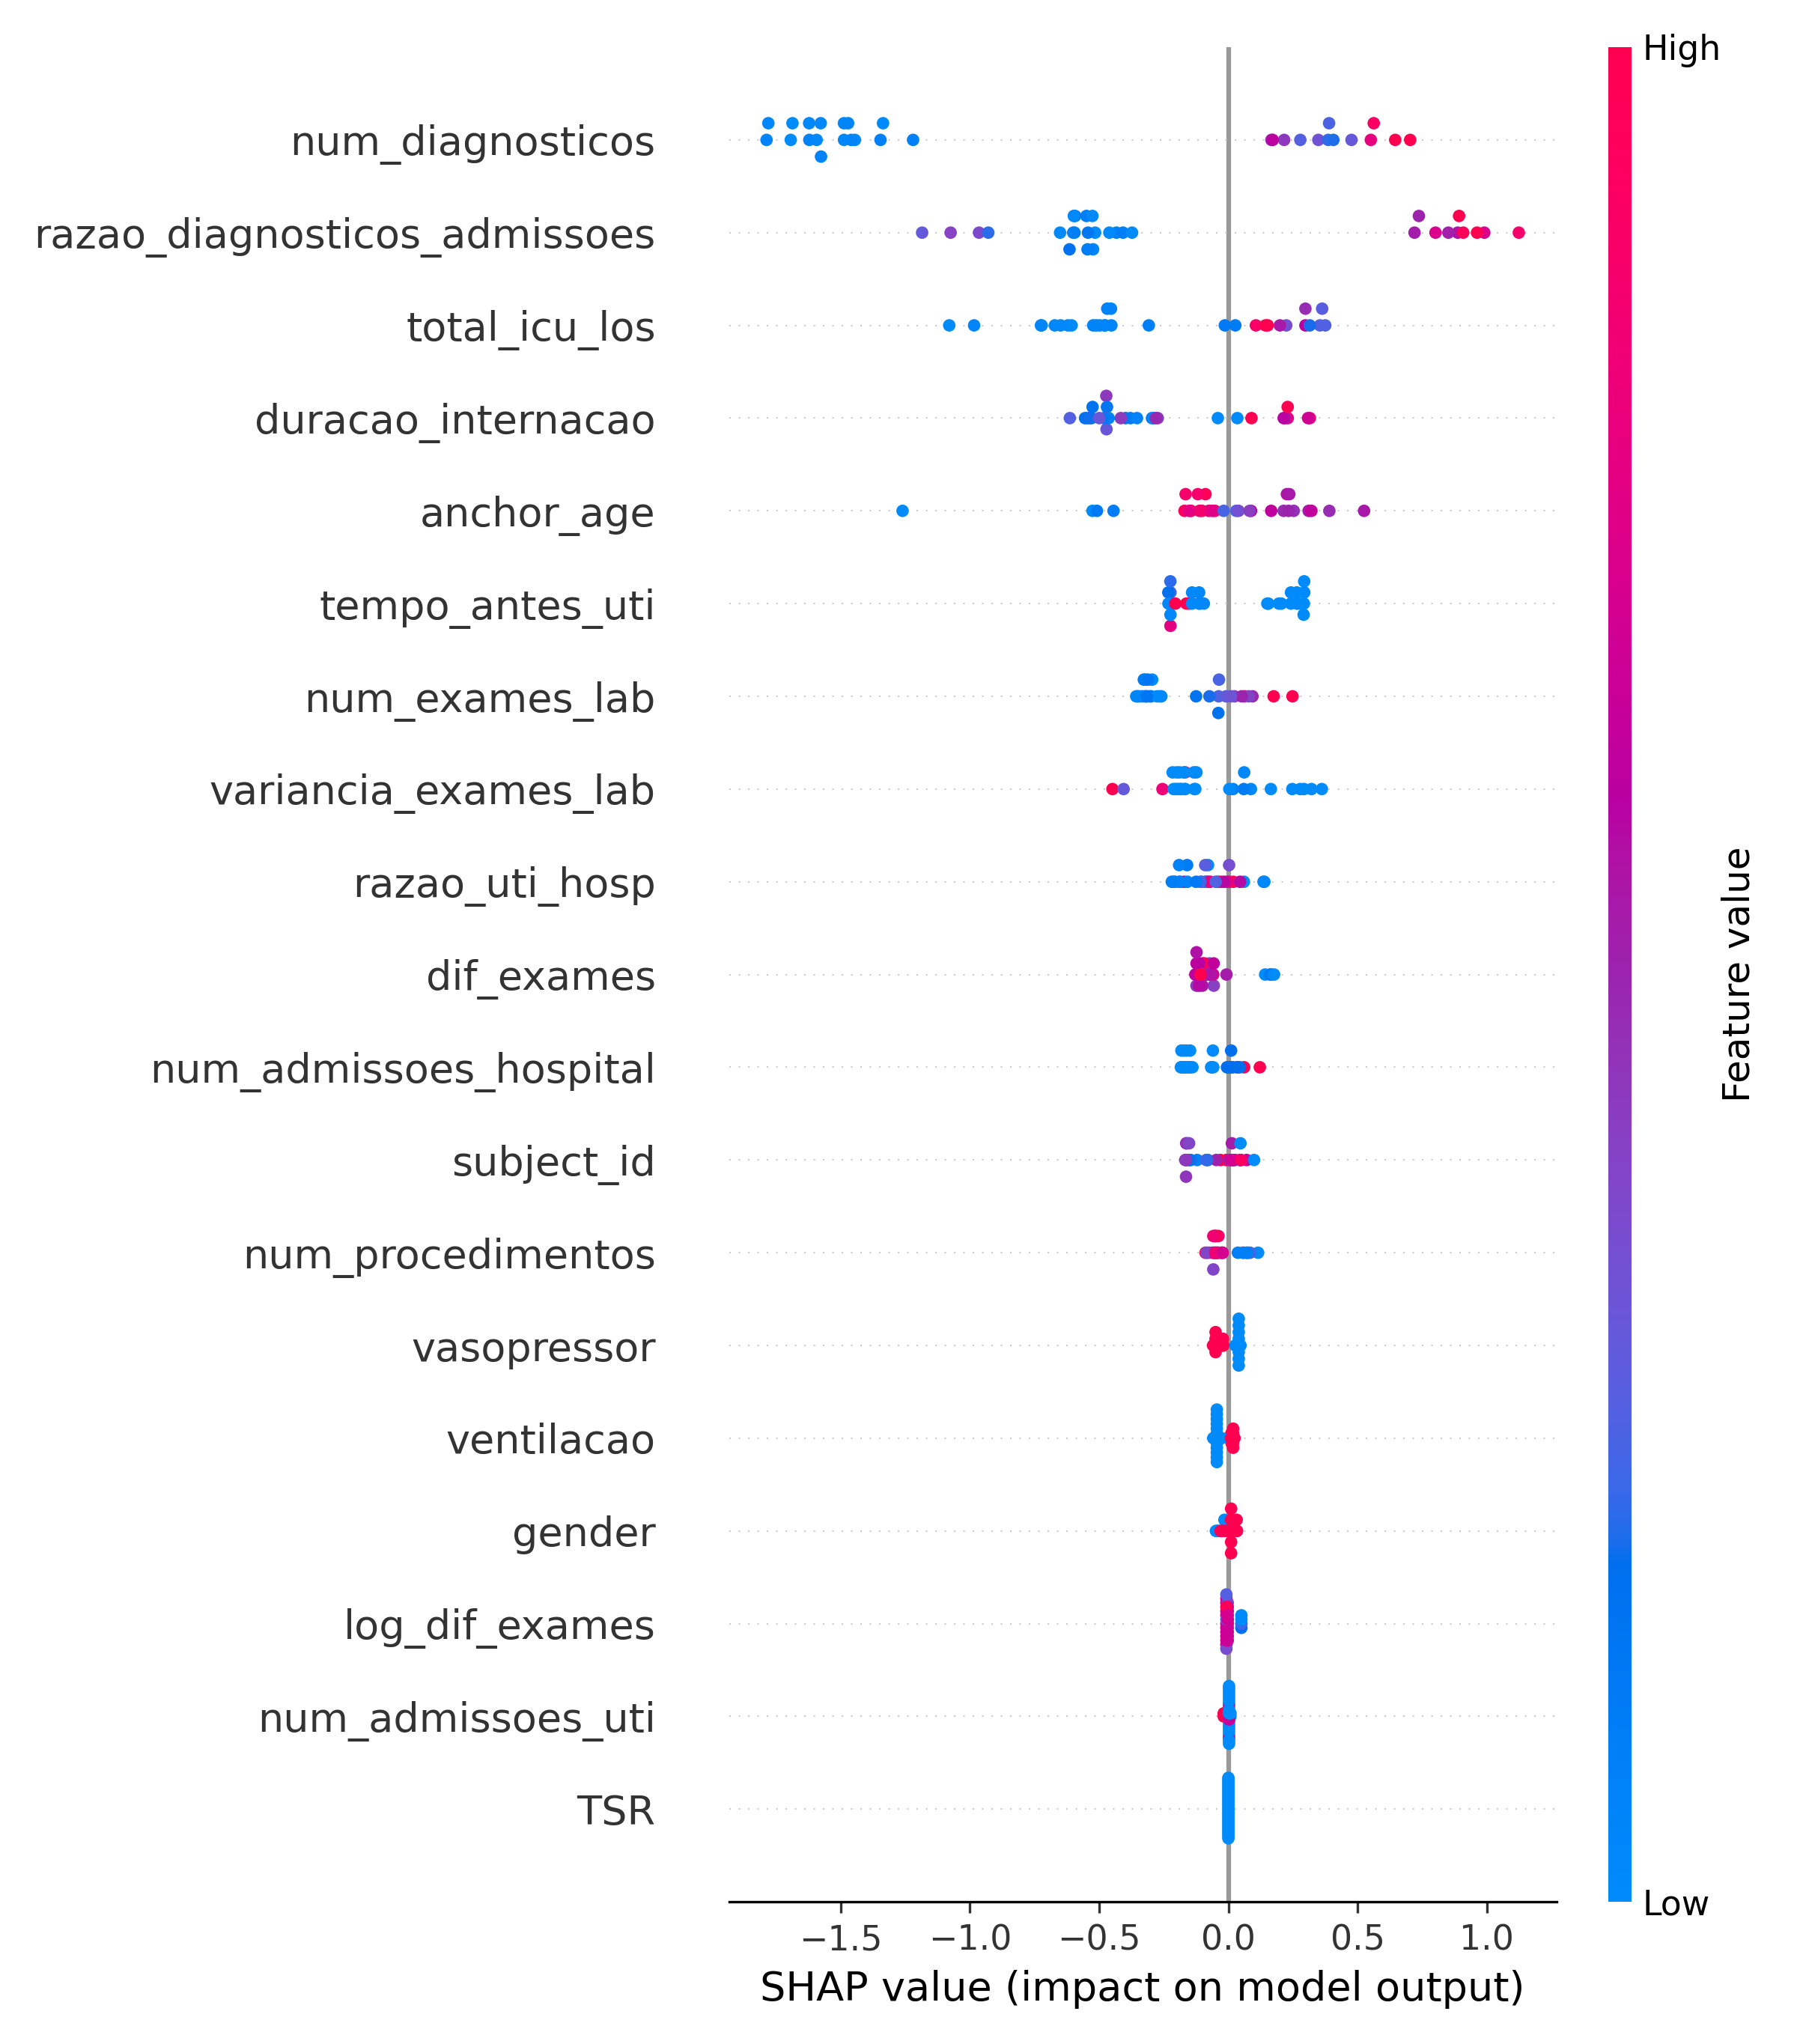 High
num_diagnosticos
razao_diagnosticos_admissoes
total_icu_los
duracao_internacao
anchor_age
tempo_antes_uti
num_exames_lab
variancia_exames_lab
razao_uti_hosp
dif_exames
num_admissoes_hospital
subject_id
num_procedimentos
vasopressor
ventilacao
gender
log_dif_exames
num_admissoes_uti
TSR
Feature value
Low
−1.5 −1.0 −0.5 0.0 0.5 1.0
SHAP value (impact on model output)